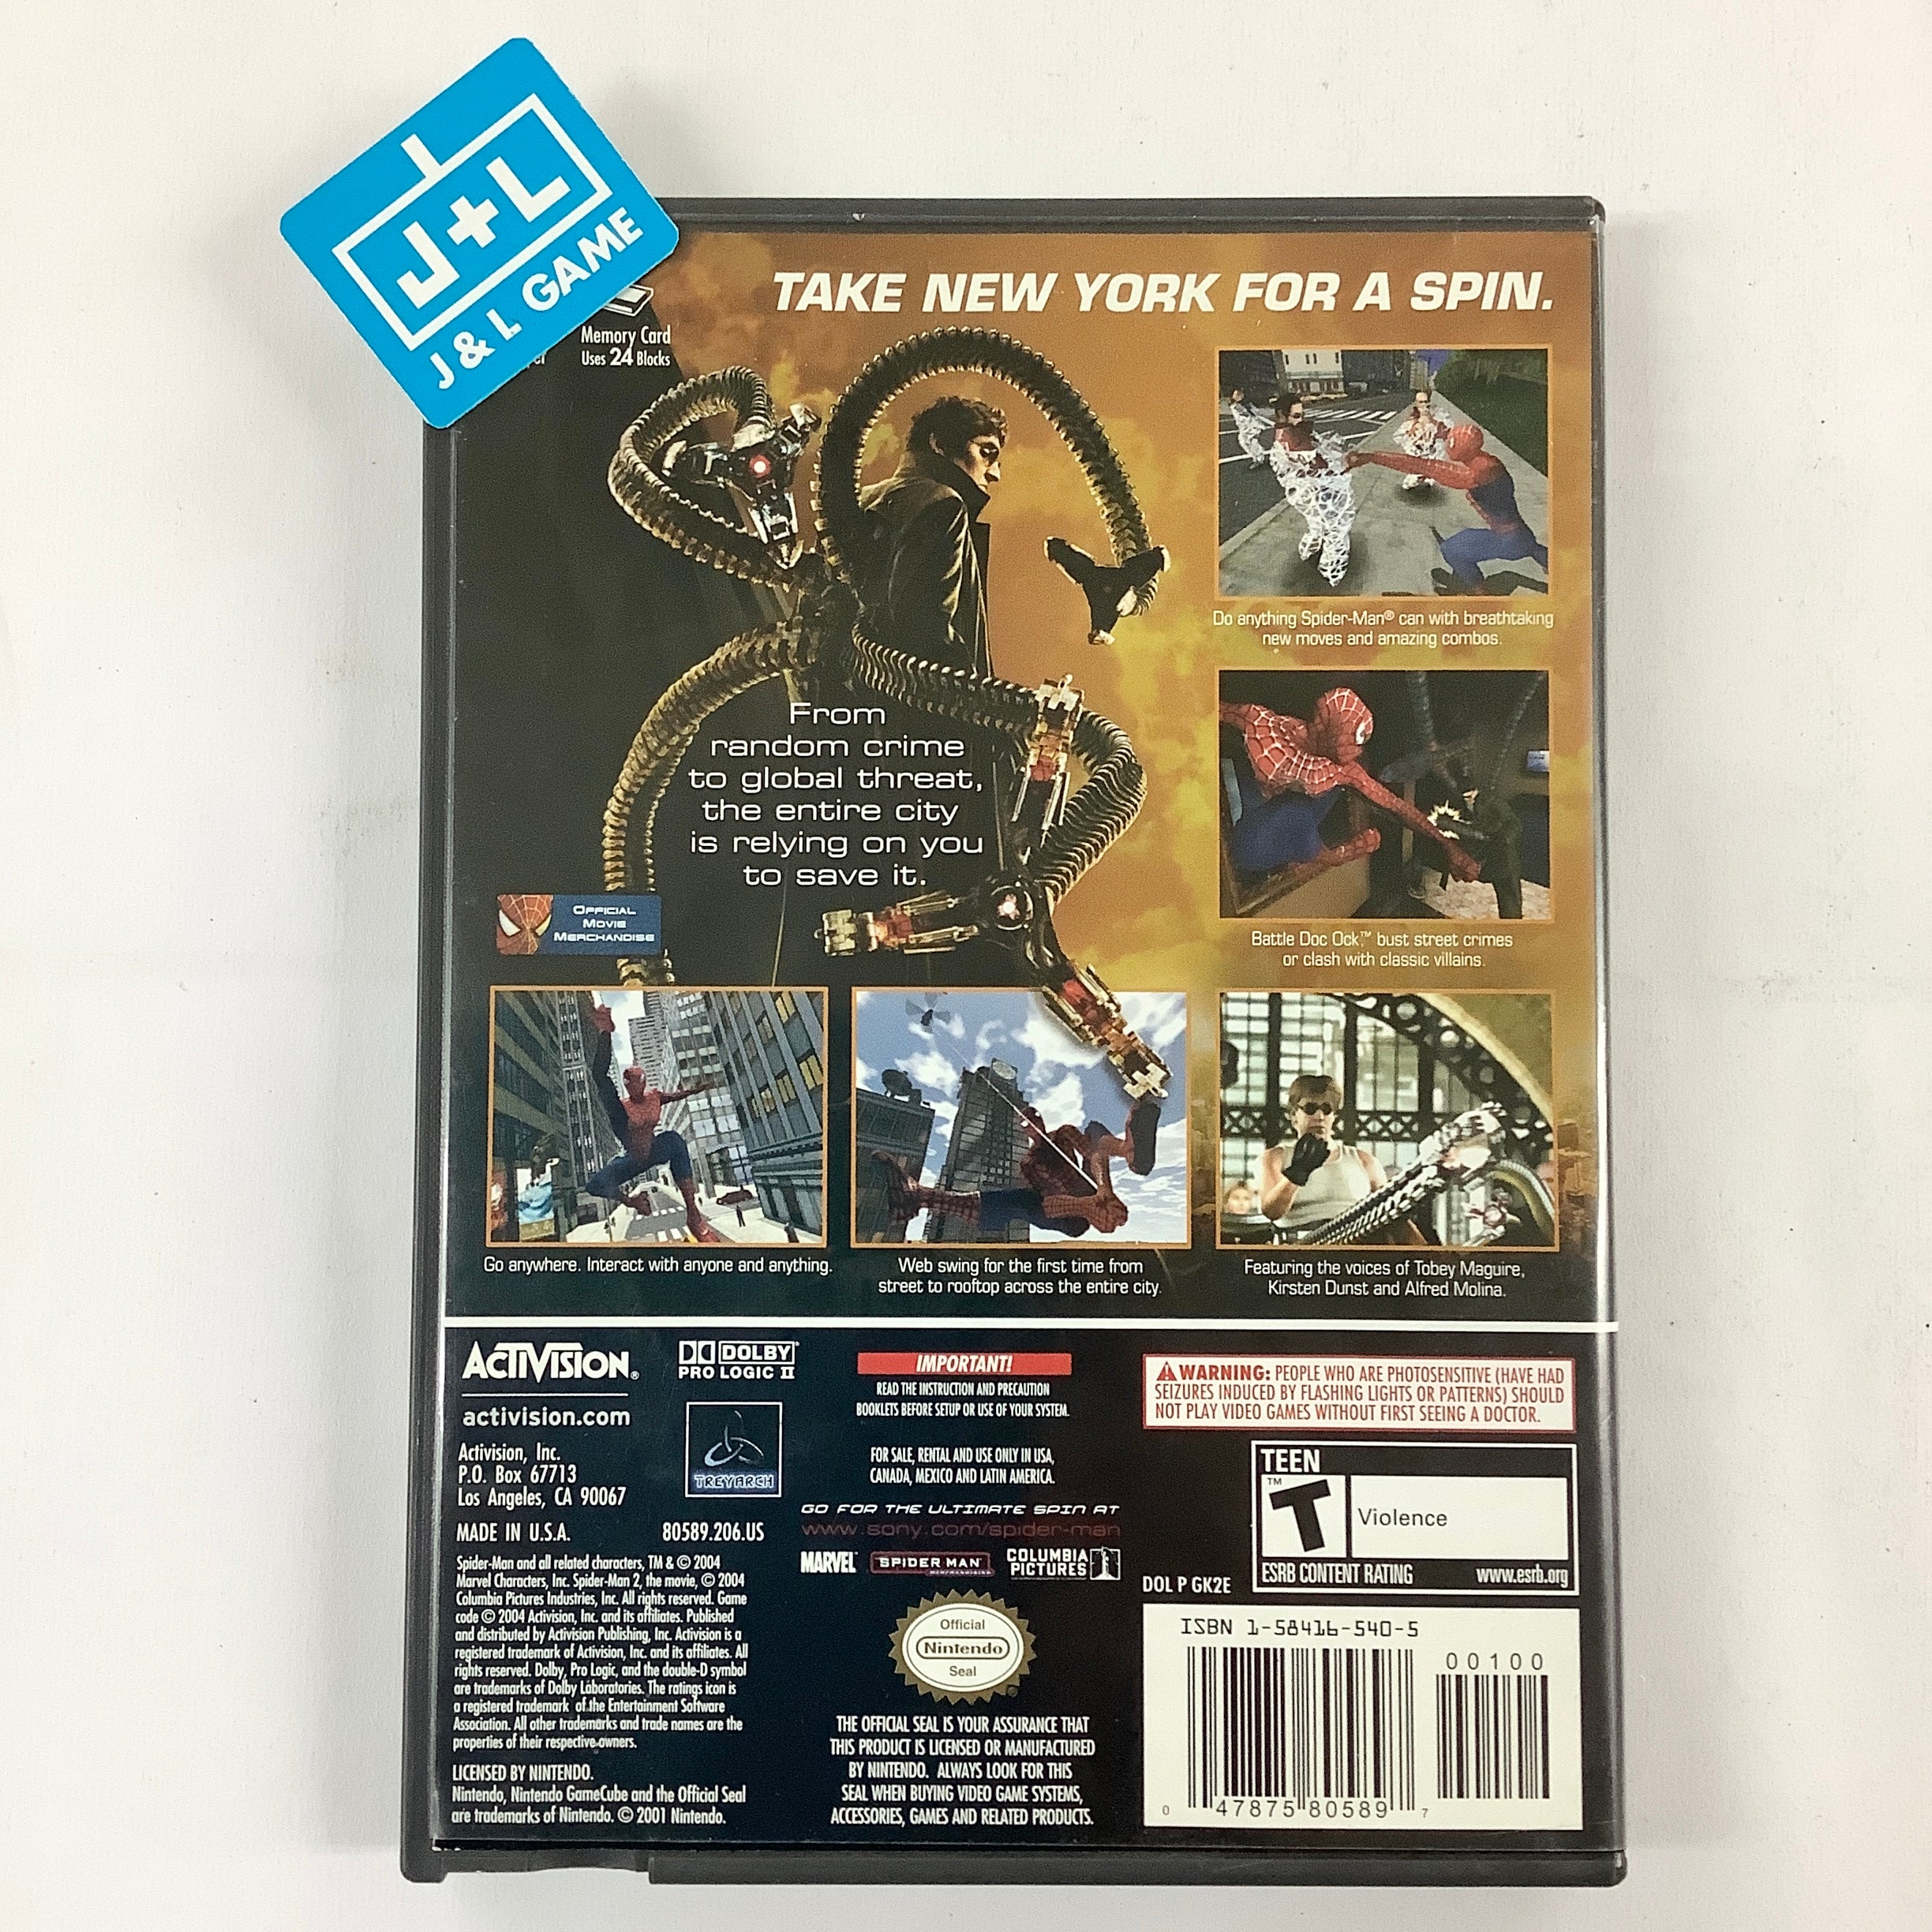 J+L
J & L GAME
Memory Card
Uses 24 Blocks
TAKE NEW YORK FOR A SPIN.
Do anything Spider-Man® can with breathtaking
new moves and amazing combos.
From
random crime
to global threat,
the entire city
is relying on you
to save it.
OFFICIAL
MOVIE
MERCHANDISE
Battle Doc Ock,™ bust street crimes
or clash with classic villains.
Go anywhere. Interact with anyone and anything.
Web swing for the first time from
street to rooftop across the entire city.
Featuring the voices of Tobey Maguire,
Kirsten Dunst and Alfred Molina.
ACTIVISION®
activision.com
Activision, Inc.
P.O. Box 67713
Los Angeles, CA 90067
MADE IN U.S.A.
80589.206.US
DOLBY®
PRO LOGIC II
TREYARCH
Spider-Man and all related characters, TM & © 2004
Marvel Characters, Inc. Spider-Man 2, the movie, © 2004
Columbia Pictures Industries, Inc. All rights reserved. Game
code © 2004 Activision, Inc. and its affiliates. Published
and distributed by Activision Publishing, Inc. Activision is a
registered trademark of Activision, Inc. and its affiliates. All
rights reserved. Dolby, Pro Logic, and the double-D symbol
are trademarks of Dolby Laboratories. The ratings icon is
a registered trademark of the Entertainment Software
Association. All other trademarks and trade names are the
properties of their respective owners.
LICENSED BY NINTENDO.
Nintendo, Nintendo GameCube and the Official Seal
are trademarks of Nintendo. © 2001 Nintendo.
IMPORTANT!
READ THE INSTRUCTION AND PRECAUTION
BOOKLETS BEFORE SETUP OR USE OF YOUR SYSTEM.
FOR SALE, RENTAL AND USE ONLY IN USA,
CANADA, MEXICO AND LATIN AMERICA.
GO FOR THE ULTIMATE SPIN AT
www.sony.com/spider-man
MARVEL
SPIDER MAN
MERCHANDISING
COLUMBIA
PICTURES
Official
Nintendo
Seal
THE OFFICIAL SEAL IS YOUR ASSURANCE THAT
THIS PRODUCT IS LICENSED OR MANUFACTURED
BY NINTENDO. ALWAYS LOOK FOR THIS
SEAL WHEN BUYING VIDEO GAME SYSTEMS,
ACCESSORIES, GAMES AND RELATED PRODUCTS.
WARNING: PEOPLE WHO ARE PHOTOSENSITIVE (HAVE HAD
SEIZURES INDUCED BY FLASHING LIGHTS OR PATTERNS) SHOULD
NOT PLAY VIDEO GAMES WITHOUT FIRST SEEING A DOCTOR.
TEEN
T™
Violence
ESRB CONTENT RATING www.esrb.org
DOL P GK2E
ISBN 1-58416-540-5
00100
0 47875 80589 7